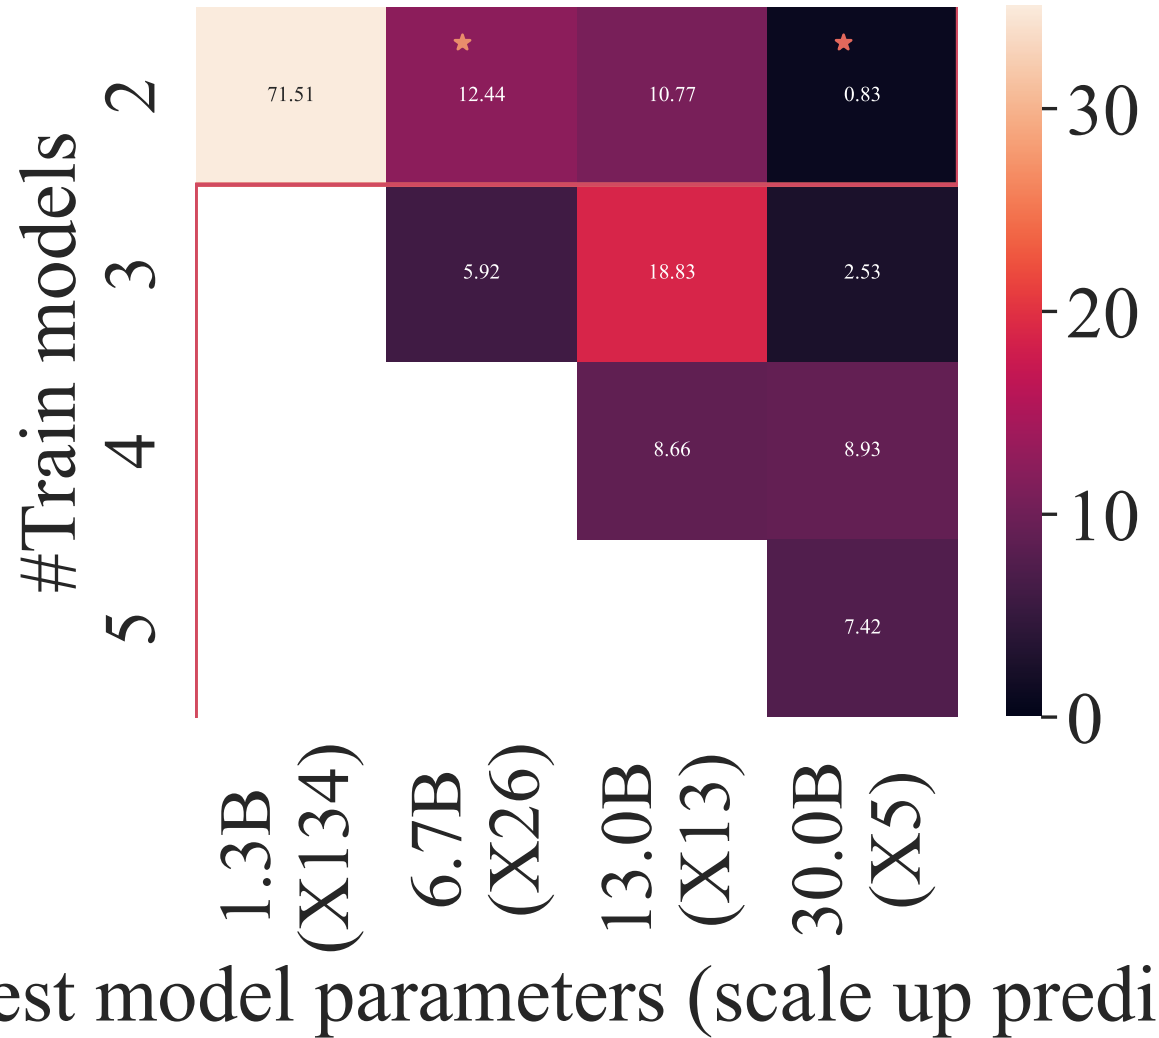 #Train models
2
71.51 12.44 10.77 0.83
3
5.92 18.83 2.53
4
8.66 8.93
5
7.42
30
20
10
0
1.3B
(X134)
6.7B
(X26)
13.0B
(X13)
30.0B
(X5)
est model parameters (scale up predi